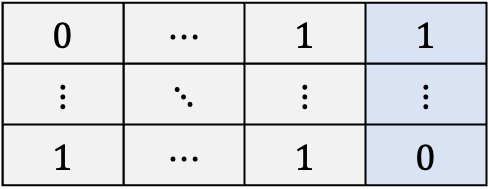 0 ⋯ 1 1
⋮ ⋱ ⋮ ⋮
1 ⋯ 1 0